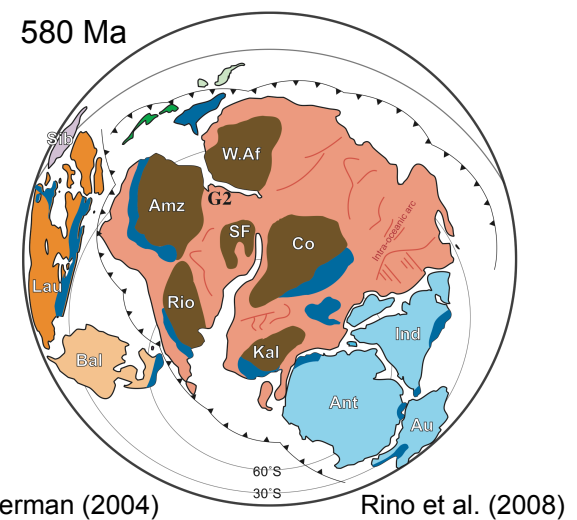 580 Ma
Sib
W.Af
Amz
G2
SF
Co
Intra-oceanic arc
Lau
Rio
Ind
Bal
Kal
Ant
Au
60°S
30°S
erman (2004)
Rino et al. (2008)